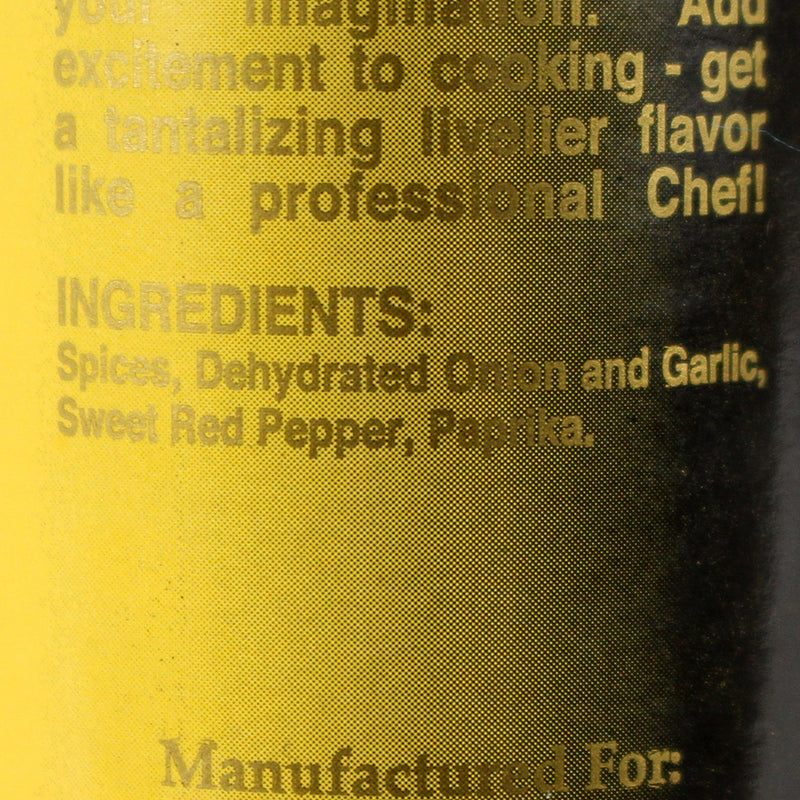 your imagination. Add
excitement to cooking - get
a tantalizing livelier flavor
like a professional Chef!
INGREDIENTS:
Spices, Dehydrated Onion and Garlic,
Sweet Red Pepper, Paprika.
Manufactured For: